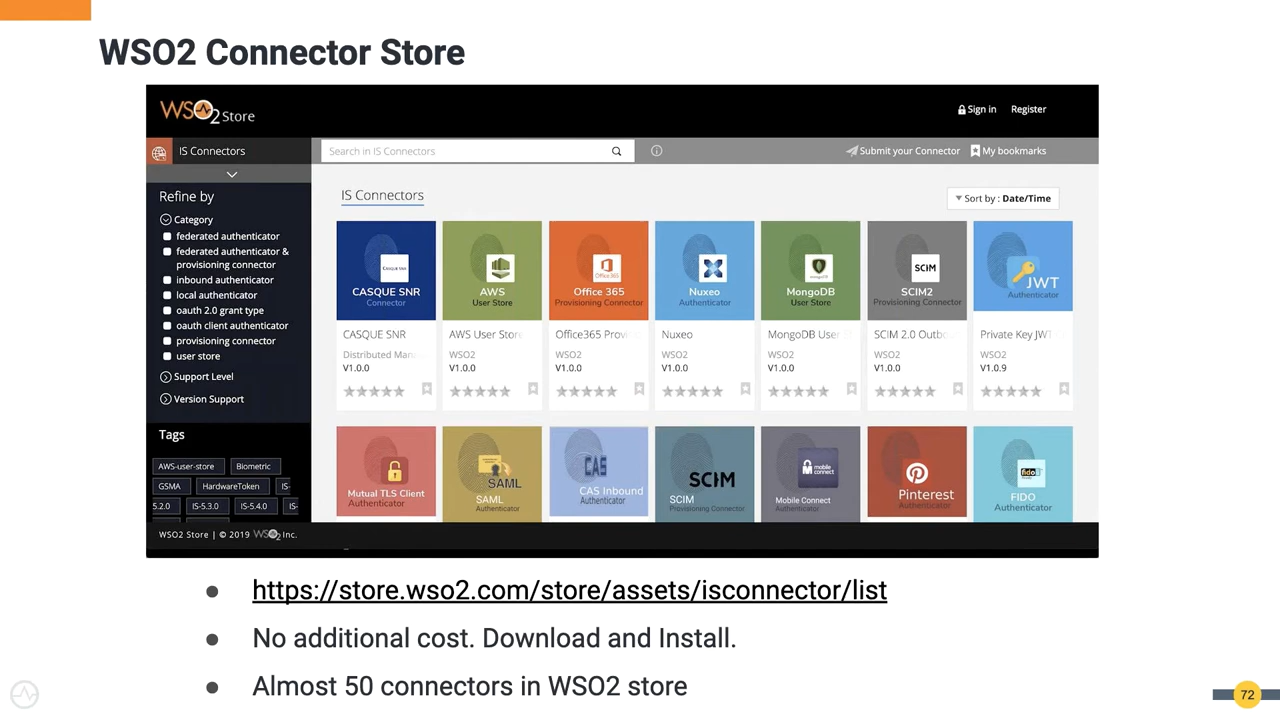 WSO2 Connector Store
WSO2 Store
Sign in
Register
IS Connectors
Search in IS Connectors
Submit your Connector
My bookmarks
Refine by
Category
federated authenticator
federated authenticator &
provisioning connector
inbound authenticator
local authenticator
oauth 2.0 grant type
oauth client authenticator
provisioning connector
user store
Support Level
Version Support
Tags
AWS-user-store
Biometric
GSMA
HardwareToken
IS-
5.2.0
IS-5.3.0
IS-5.4.0
IS-
IS Connectors
Sort by : Date/Time
CASQUE SNR
CASQUE SNR
Connector
CASQUE SNR
Distributed Man
V1.0.0
AWS
User Store
AWS User Store
WSO2
V1.0.0
Office 365
Office 365
Provisioning Connector
Office365 Provi
WSO2
V1.0.0
Nuxeo
Authenticator
Nuxeo
WSO2
V1.0.0
MongoDB
User Store
MongoDB User S
WSO2
V1.0.0
SCIM
SCIM2
Provisioning Connector
SCIM 2.0 Outbo
WSO2
V1.0.0
JWT
Authenticator
Private Key JWT
WSO2
V1.0.9
Mutual TLS Client
Authenticator
SAML
SAML
Authenticator
CAS
CAS Inbound
Authenticator
SCIM
SCIM
Provisioning Connector
mobile
connect
Mobile Connect
Authenticator
Pinterest
Authenticator
fido
FIDO
Authenticator
WSO2 Store | © 2019 WSO2 Inc.
● https://store.wso2.com/store/assets/isconnector/list
● No additional cost. Download and Install.
● Almost 50 connectors in WSO2 store
72